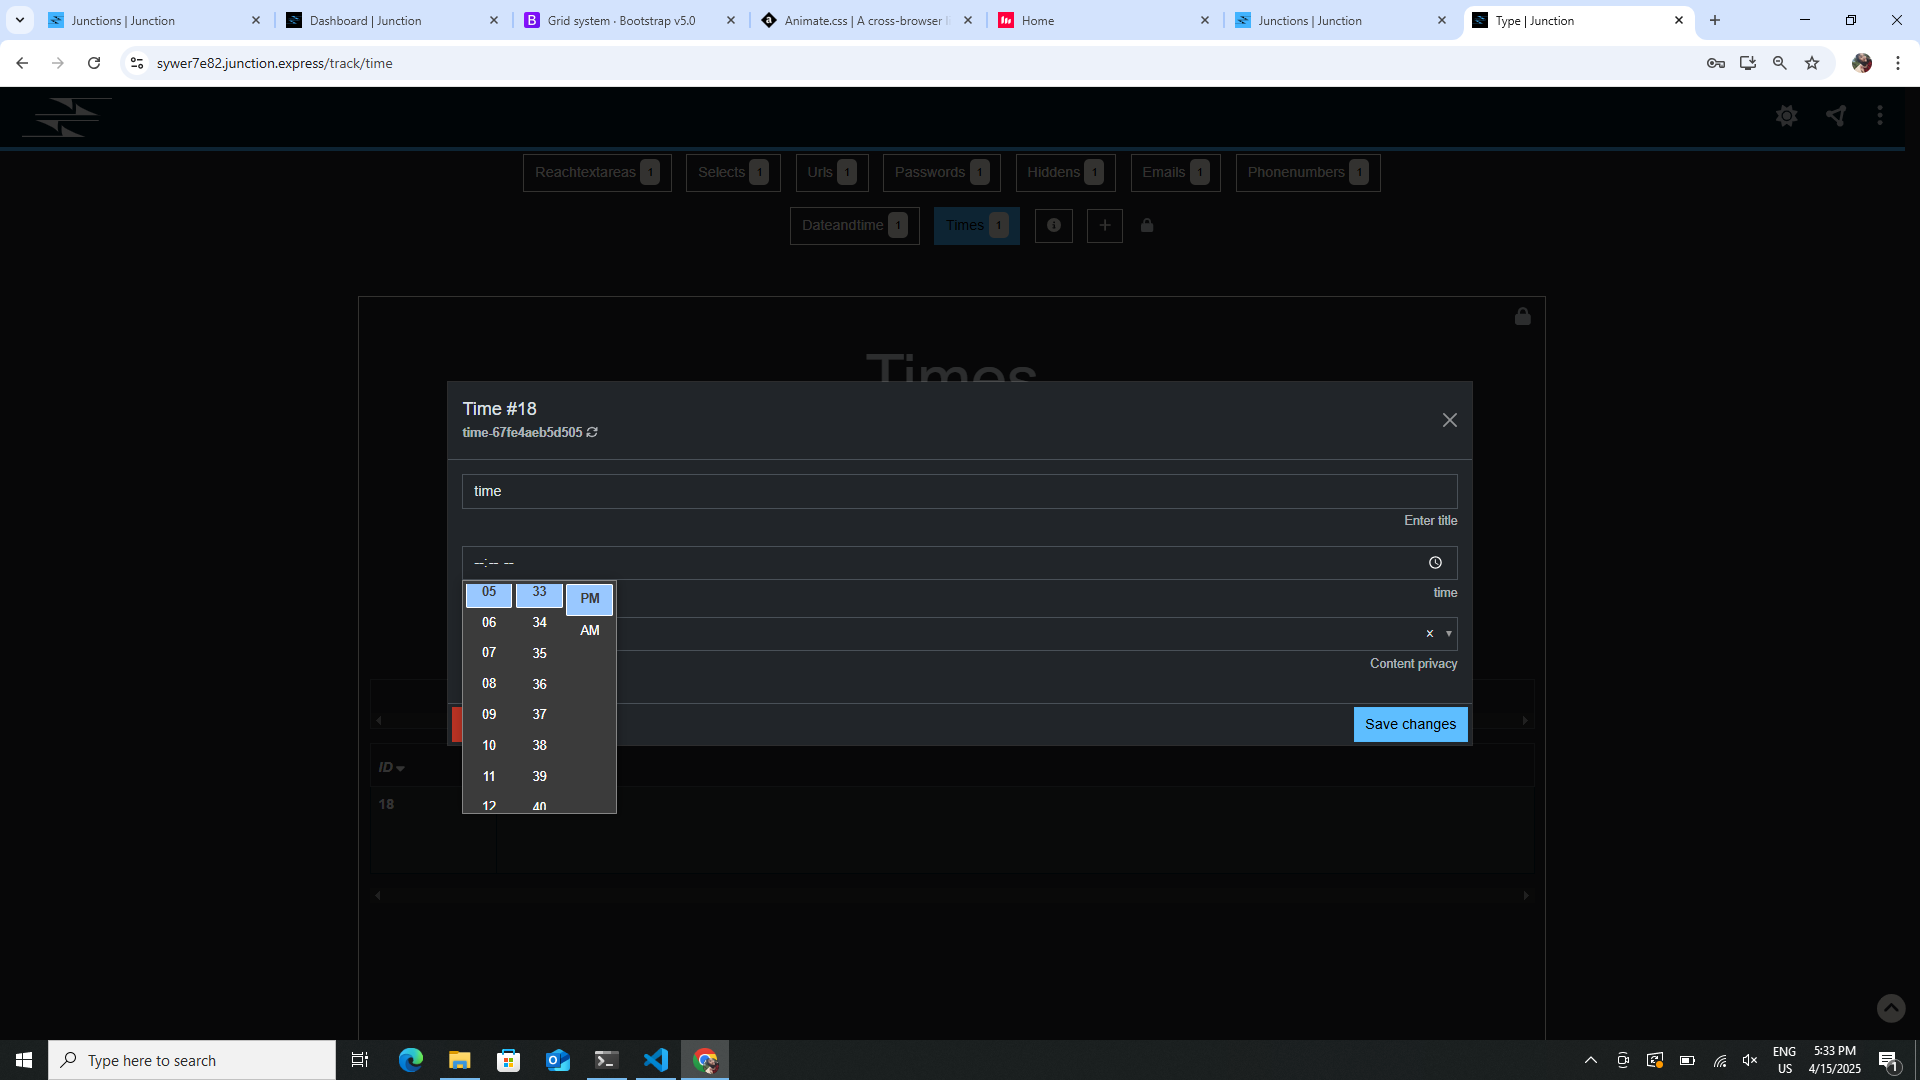 Junctions | Junction
Dashboard | Junction
Grid system · Bootstrap v5.0
Animate.css | A cross-browser
Home
Junctions | Junction
Type | Junction
sywer7e82.junction.express/track/time
Reachtextareas 1
Selects 1
Urls 1
Passwords 1
Hiddens 1
Emails 1
Phonenumbers 1
Dateandtime 1
Times 1
Times
Time #18
time-67fe4aeb5d505
time
Enter title
--:-- --
time
05 33 PM
06 34 AM
07 35
08 36
09 37
10 38
11 39
12 40
Content privacy
Save changes
ID
18
Type here to search
ENG
US
5:33 PM
4/15/2025
1